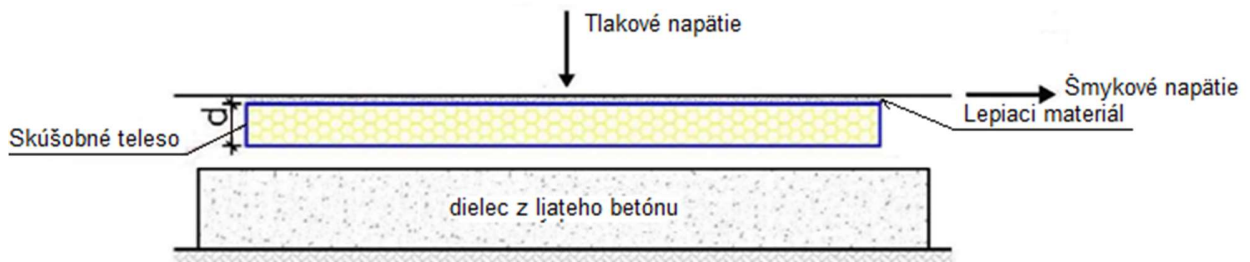 Tlakové napätie
Šmykové napätie
d
Lepiaci materiál
Skúšobné teleso
dielec z liateho betónu